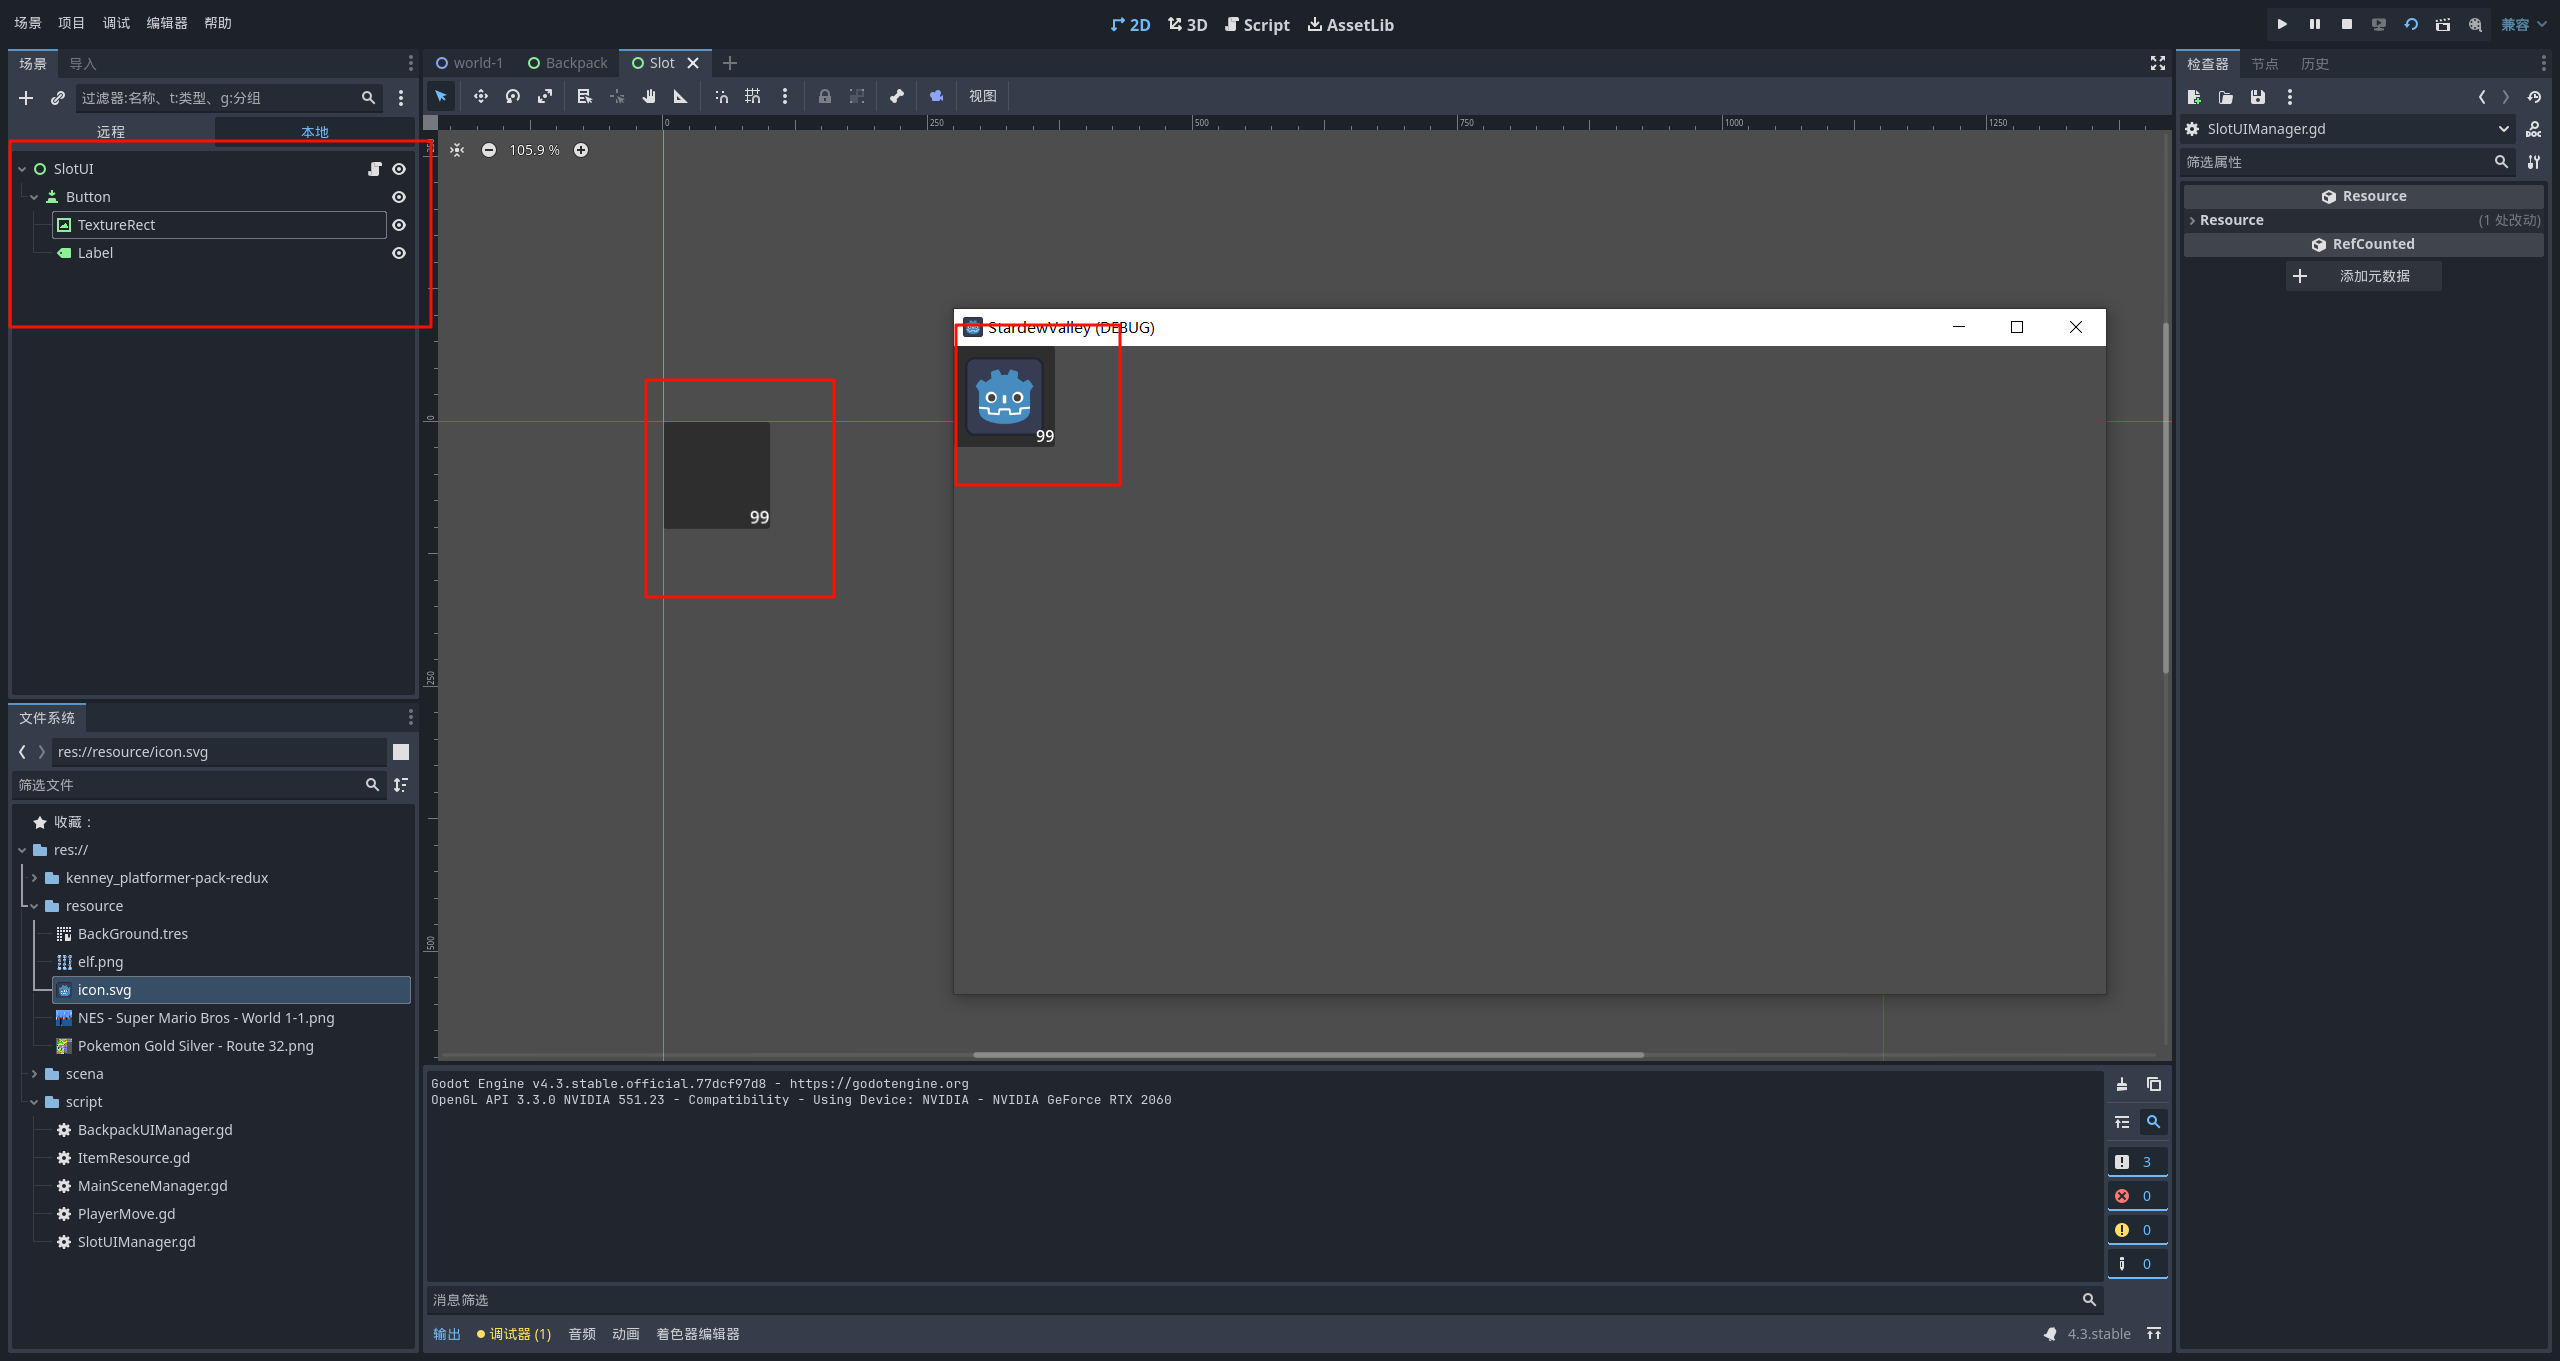 场景 项目 调试 编辑器 帮助
2D 3D Script AssetLib
兼容
场景 导入
过滤器:名称、t:类型、g:分组
远程 本地
SlotUI
Button
TextureRect
Label
world-1 Backpack Slot
视图
0 250 500 750 1000 1250
105.9 %
0
250
500
99
StardewValley (DEBUG)
99
检查器 节点 历史
SlotUIManager.gd
DOC
筛选属性
Resource
Resource (1 处改动)
RefCounted
添加元数据
文件系统
res://resource/icon.svg
筛选文件
收藏：
res://
kenney_platformer-pack-redux
resource
BackGround.tres
elf.png
icon.svg
NES - Super Mario Bros - World 1-1.png
Pokemon Gold Silver - Route 32.png
scena
script
BackpackUIManager.gd
ItemResource.gd
MainSceneManager.gd
PlayerMove.gd
SlotUIManager.gd
Godot Engine v4.3.stable.official.77dcf97d8 - https://godotengine.org
OpenGL API 3.3.0 NVIDIA 551.23 - Compatibility - Using Device: NVIDIA - NVIDIA GeForce RTX 2060
3
0
0
0
消息筛选
输出 调试器 (1) 音频 动画 着色器编辑器
4.3.stable